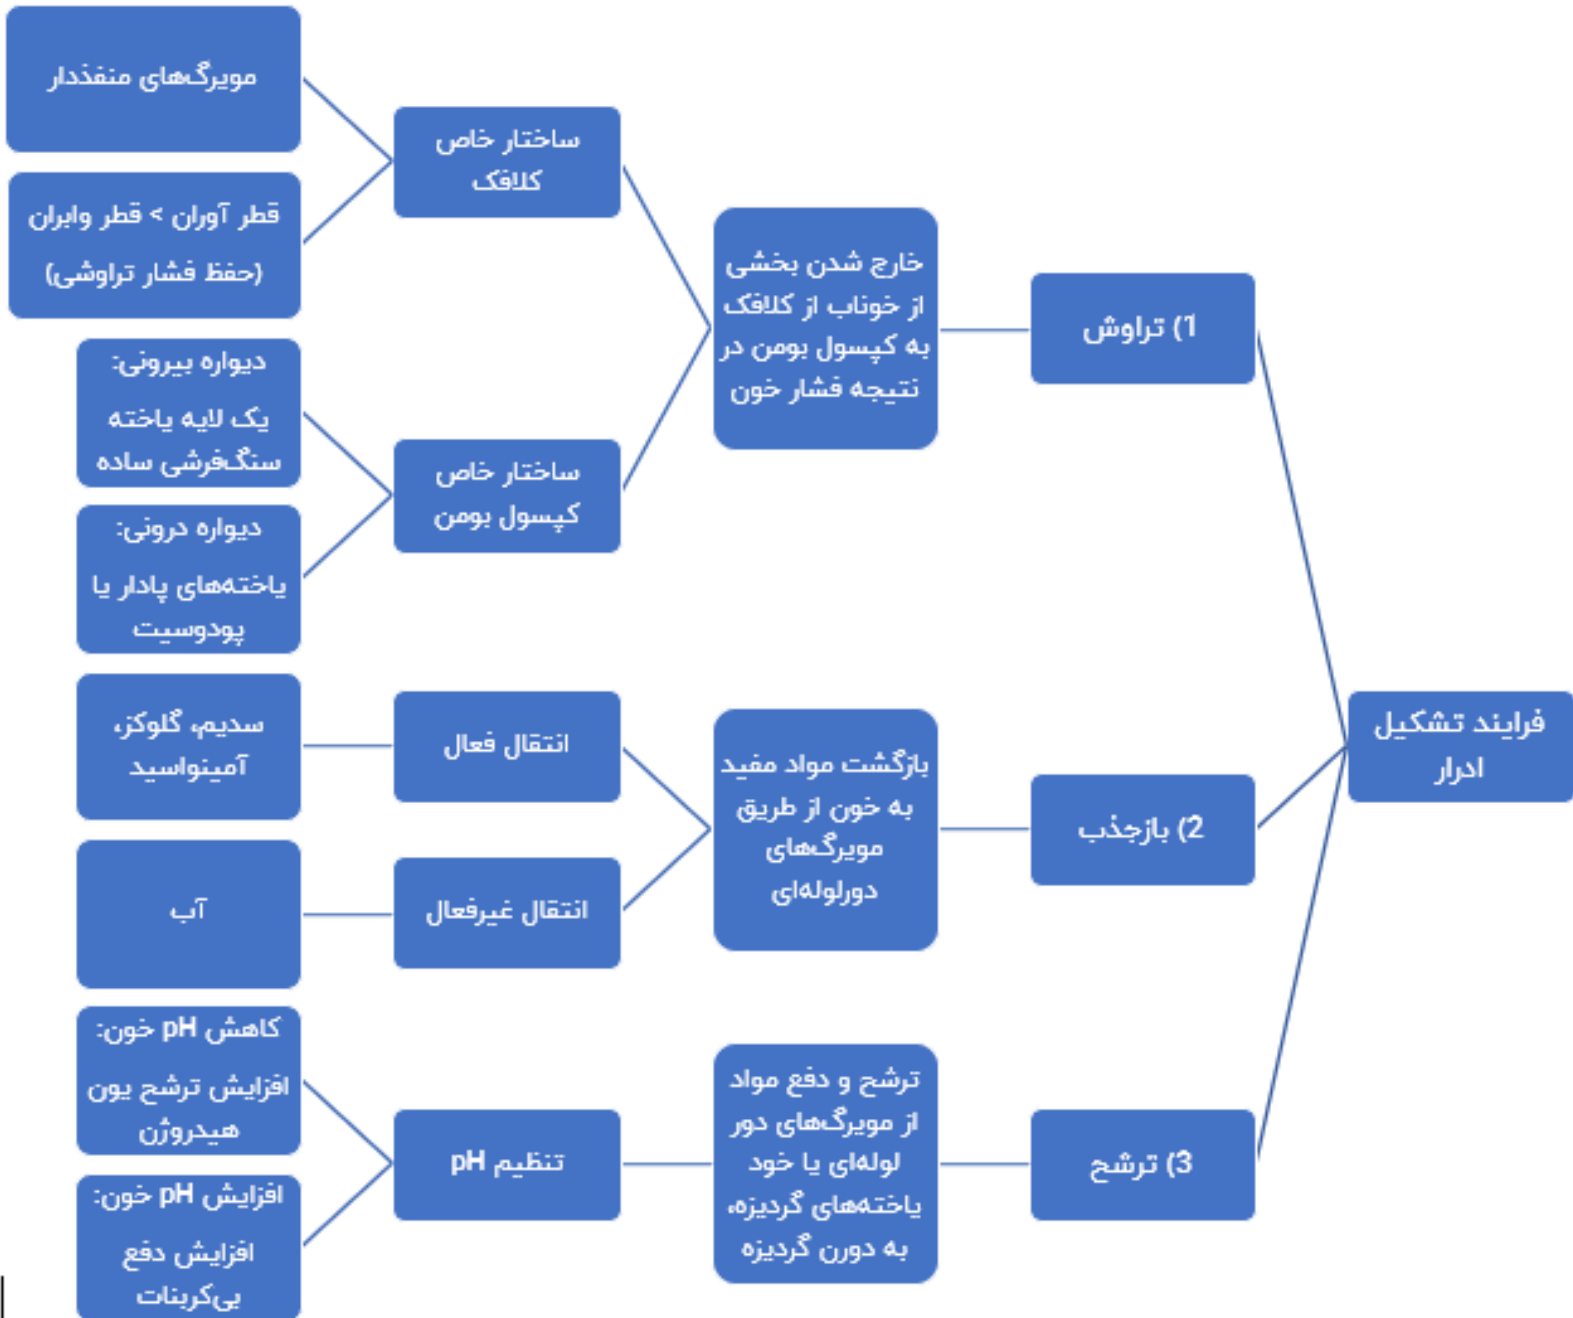 فرایند تشکیل
ادرار
1) تراوش
خارج شدن بخشی
از خوناب از کلافک
به کپسول بومن در
نتیجه فشار خون
ساختار خاص
کلافک
مویرگ‌های منفذدار
قطر آوران > قطر وابران
(حفظ فشار تراوشی)
ساختار خاص
کپسول بومن
دیواره بیرونی:
یک لایه یاخته
سنگ‌فرشی ساده
دیواره درونی:
یاخته‌های پادار یا
پودوسیت
2) بازجذب
بازگشت مواد مفید
به خون از طریق
مویرگ‌های
دورلوله‌ای
انتقال فعال
سدیم، گلوکز،
آمینواسید
انتقال غیرفعال
آب
3) ترشح
ترشح و دفع مواد
از مویرگ‌های دور
لوله‌ای یا خود
یاخته‌های گردیزه،
به دورن گردیزه
تنظیم pH
کاهش pH خون:
افزایش ترشح یون
هیدروژن
افزایش pH خون:
افزایش دفع
بی‌کربنات